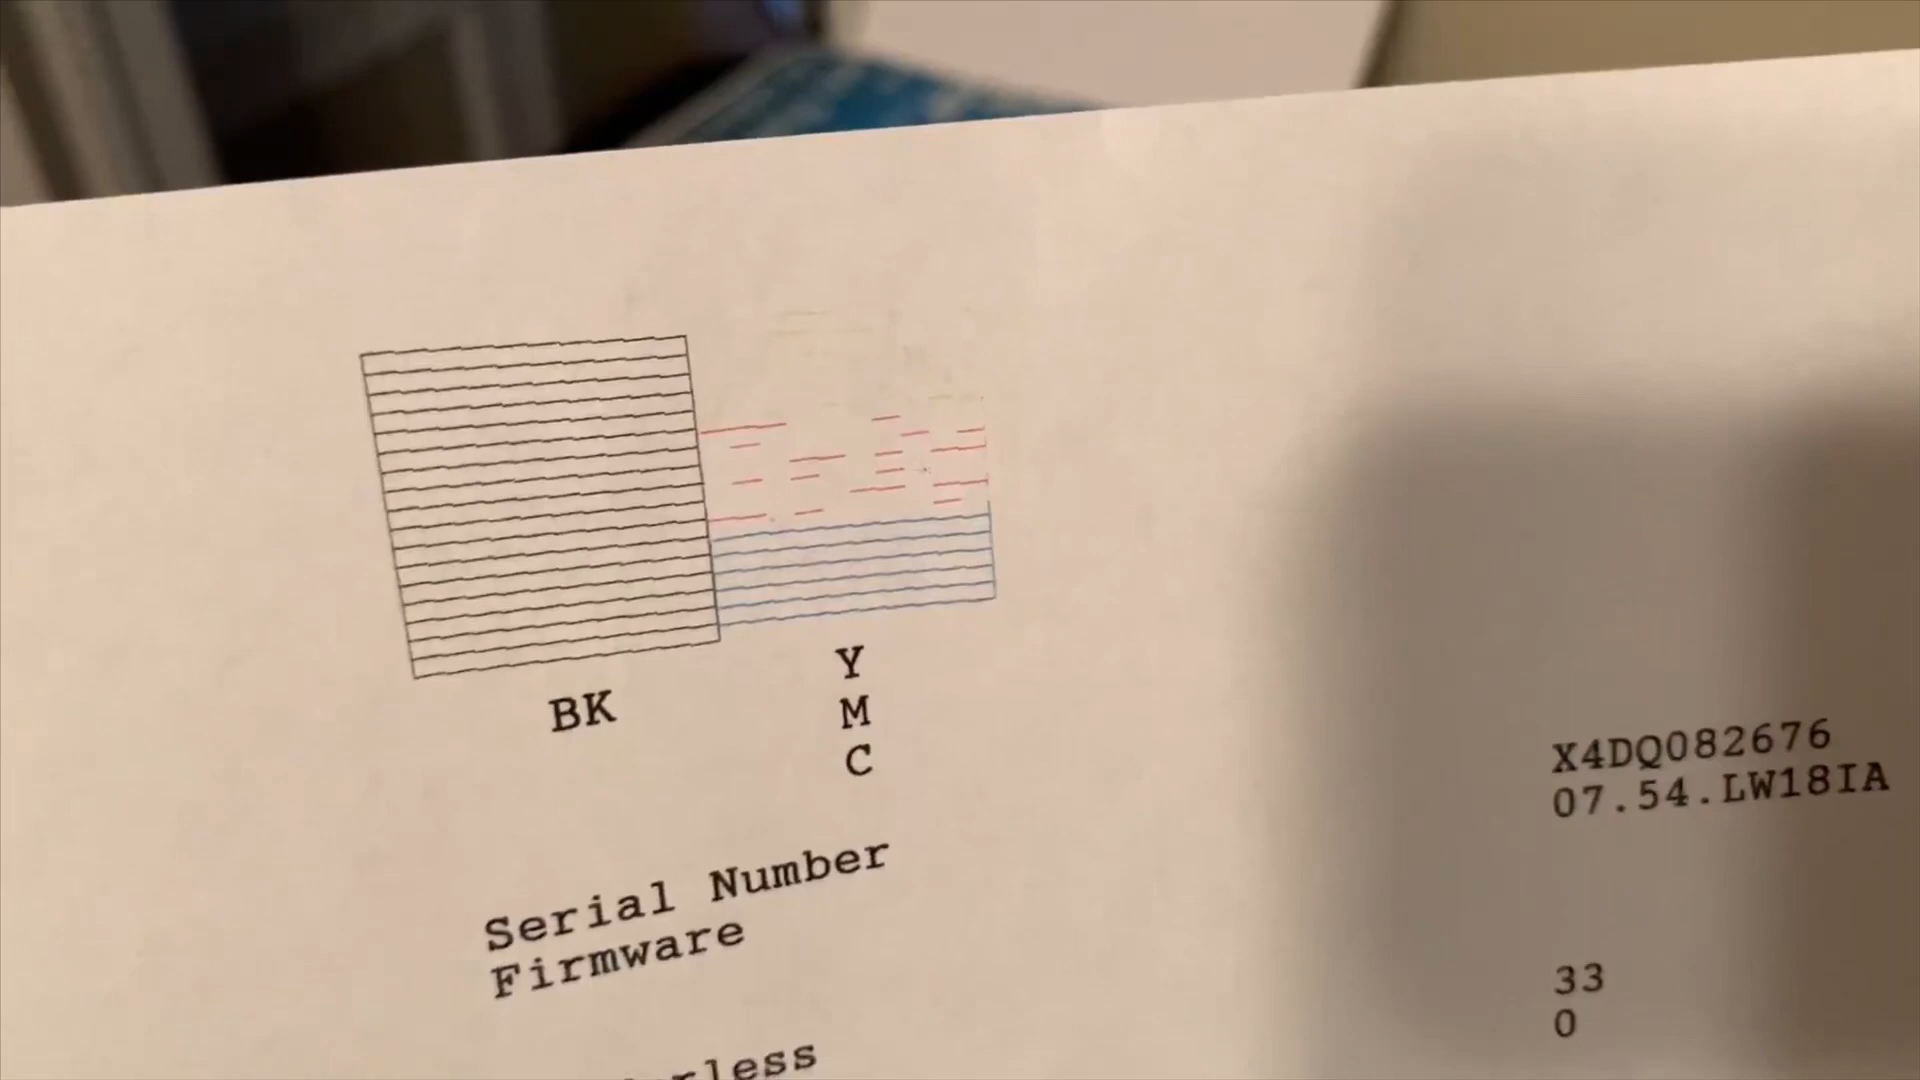 BK
Y
M
C
X4DQ082676
07.54.LW18IA
Serial Number
Firmware
33
0